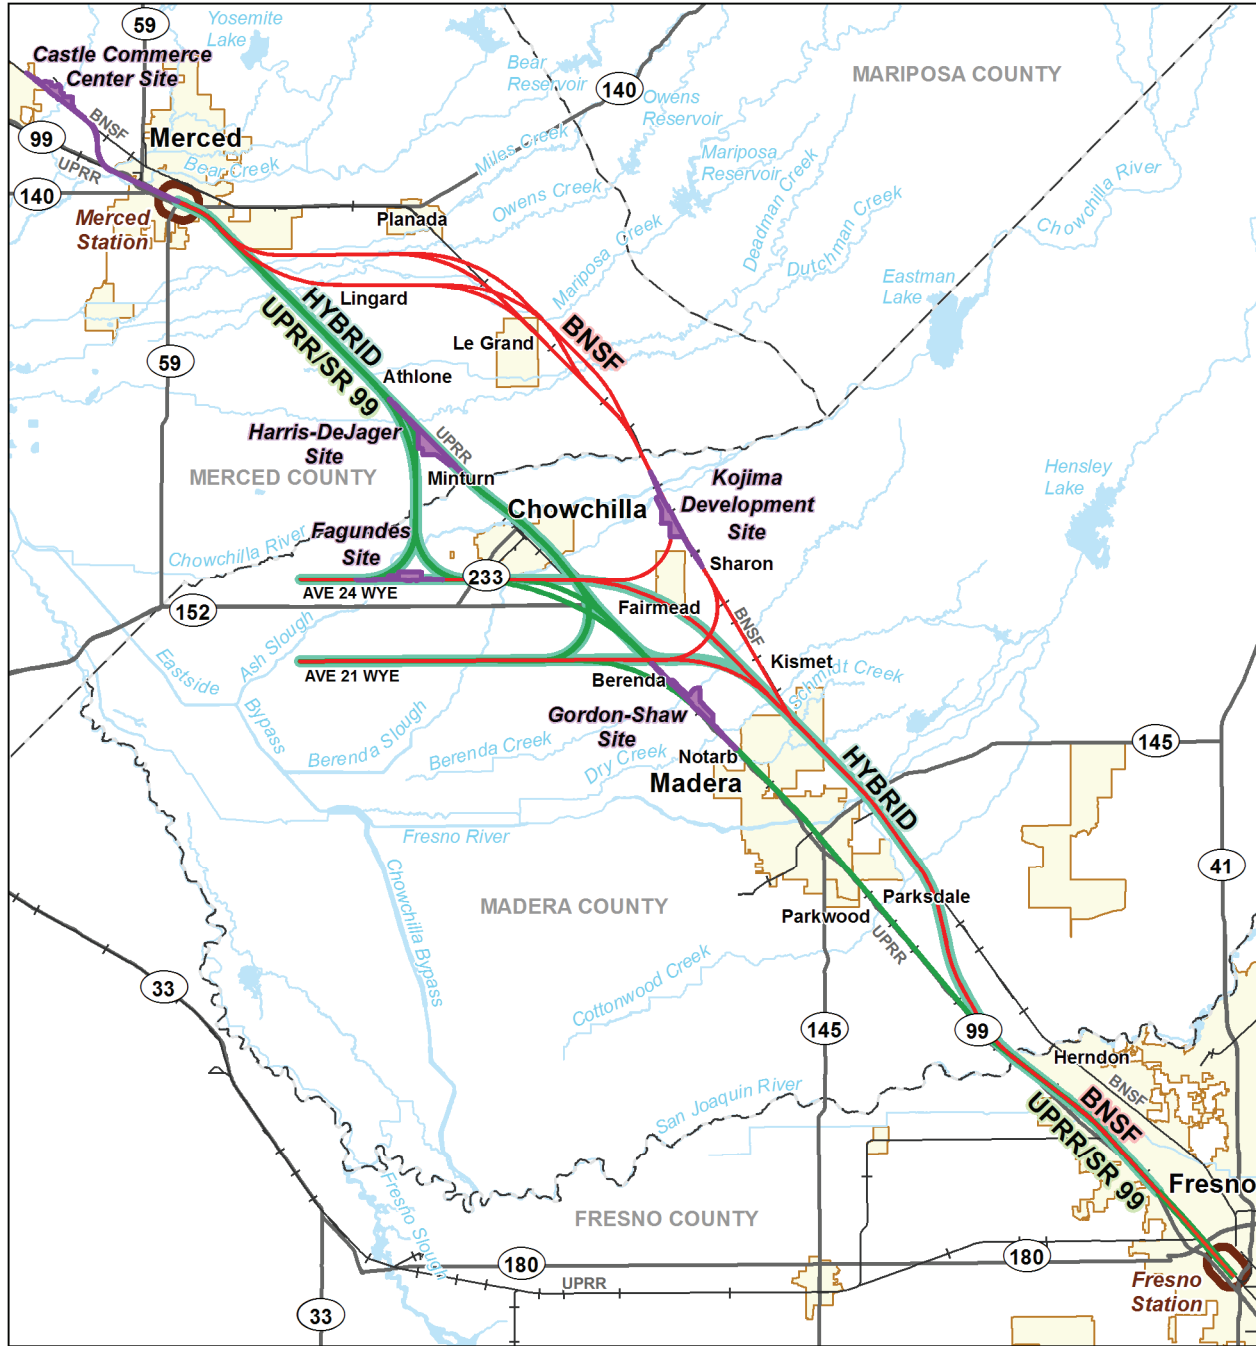 59
Yosemite
Lake
Castle Commerce
Center Site
Bear
Reservoir
140
Owens
Reservoir
MARIPOSA COUNTY
BNSF
99
Merced
UPRR
Bear Creek
Miles Creek
Mariposa
Reservoir
Deadman Creek
Dutchman Creek
Chowchilla River
140
Merced
Station
Planada
Owens Creek
Mariposa Creek
Eastman
Lake
Lingard
HYBRID
UPRR/SR 99
BNSF
Le Grand
59
Athlone
Harris-DeJager
Site
UPRR
MERCED COUNTY
Minturn
Kojima
Development
Site
Hensley
Lake
Chowchilla
Fagundes
Site
Chowchilla River
Sharon
233
AVE 24 WYE
152
Fairmead
BNSF
Ash Slough
Eastside
Bypass
Kismet
AVE 21 WYE
Berenda
Schmidt Creek
Gordon-Shaw
Site
Berenda Slough
Berenda Creek
Dry Creek
Notarb
Madera
HYBRID
145
Fresno River
Chowchilla Bypass
41
MADERA COUNTY
Parksdale
Parkwood
UPRR
Cottonwood Creek
33
145
99
Herndon
BNSF
San Joaquin River
BNSF
UPRR/SR 99
Fresno
Fresno Slough
FRESNO COUNTY
180
180
UPRR
Fresno
Station
33